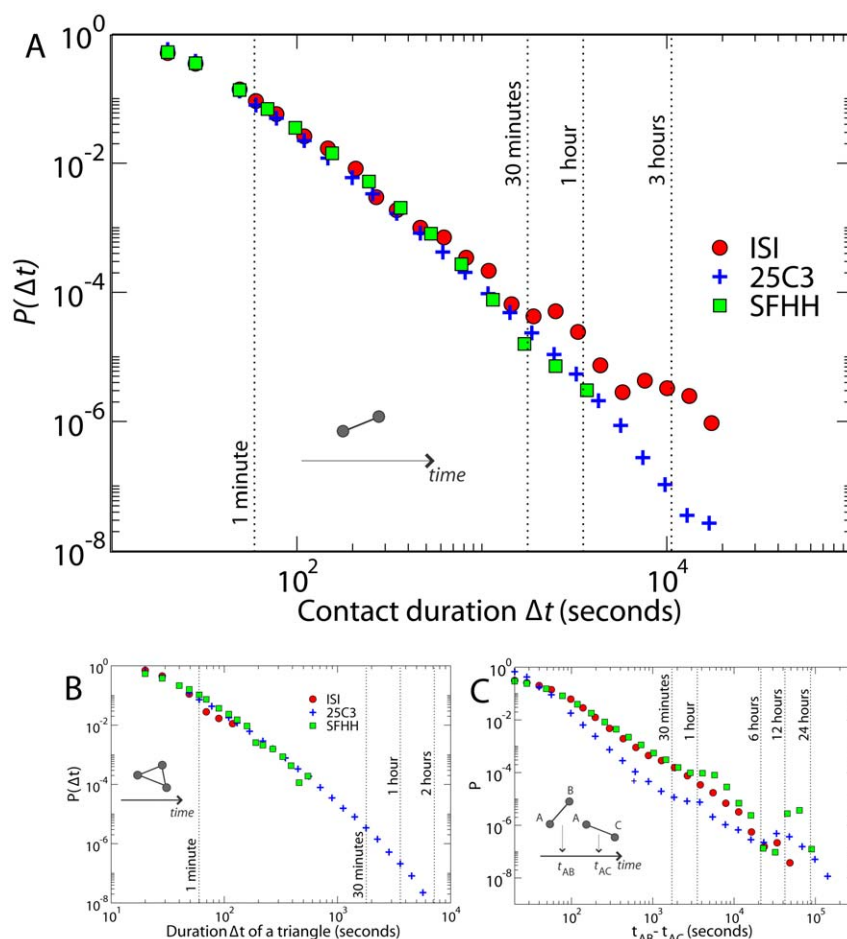 A
10^0
10^-2
10^-4
10^-6
10^-8
P(Δt)
1 minute
30 minutes
1 hour
3 hours
ISI
25C3
SFHH
time
10^2
10^4
Contact duration Δt (seconds)
B
10^0
10^-2
10^-4
10^-6
10^-8
P(Δt)
ISI
25C3
SFHH
time
1 minute
30 minutes
1 hour
2 hours
10^1
10^2
10^3
10^4
Duration Δt of a triangle (seconds)
C
10^0
10^-2
10^-4
10^-6
10^-8
P
30 minutes
1 hour
6 hours
12 hours
24 hours
B
A
A
C
t_AB
t_AC
time
10^2
10^3
10^4
10^5
t_AB - t_AC (seconds)